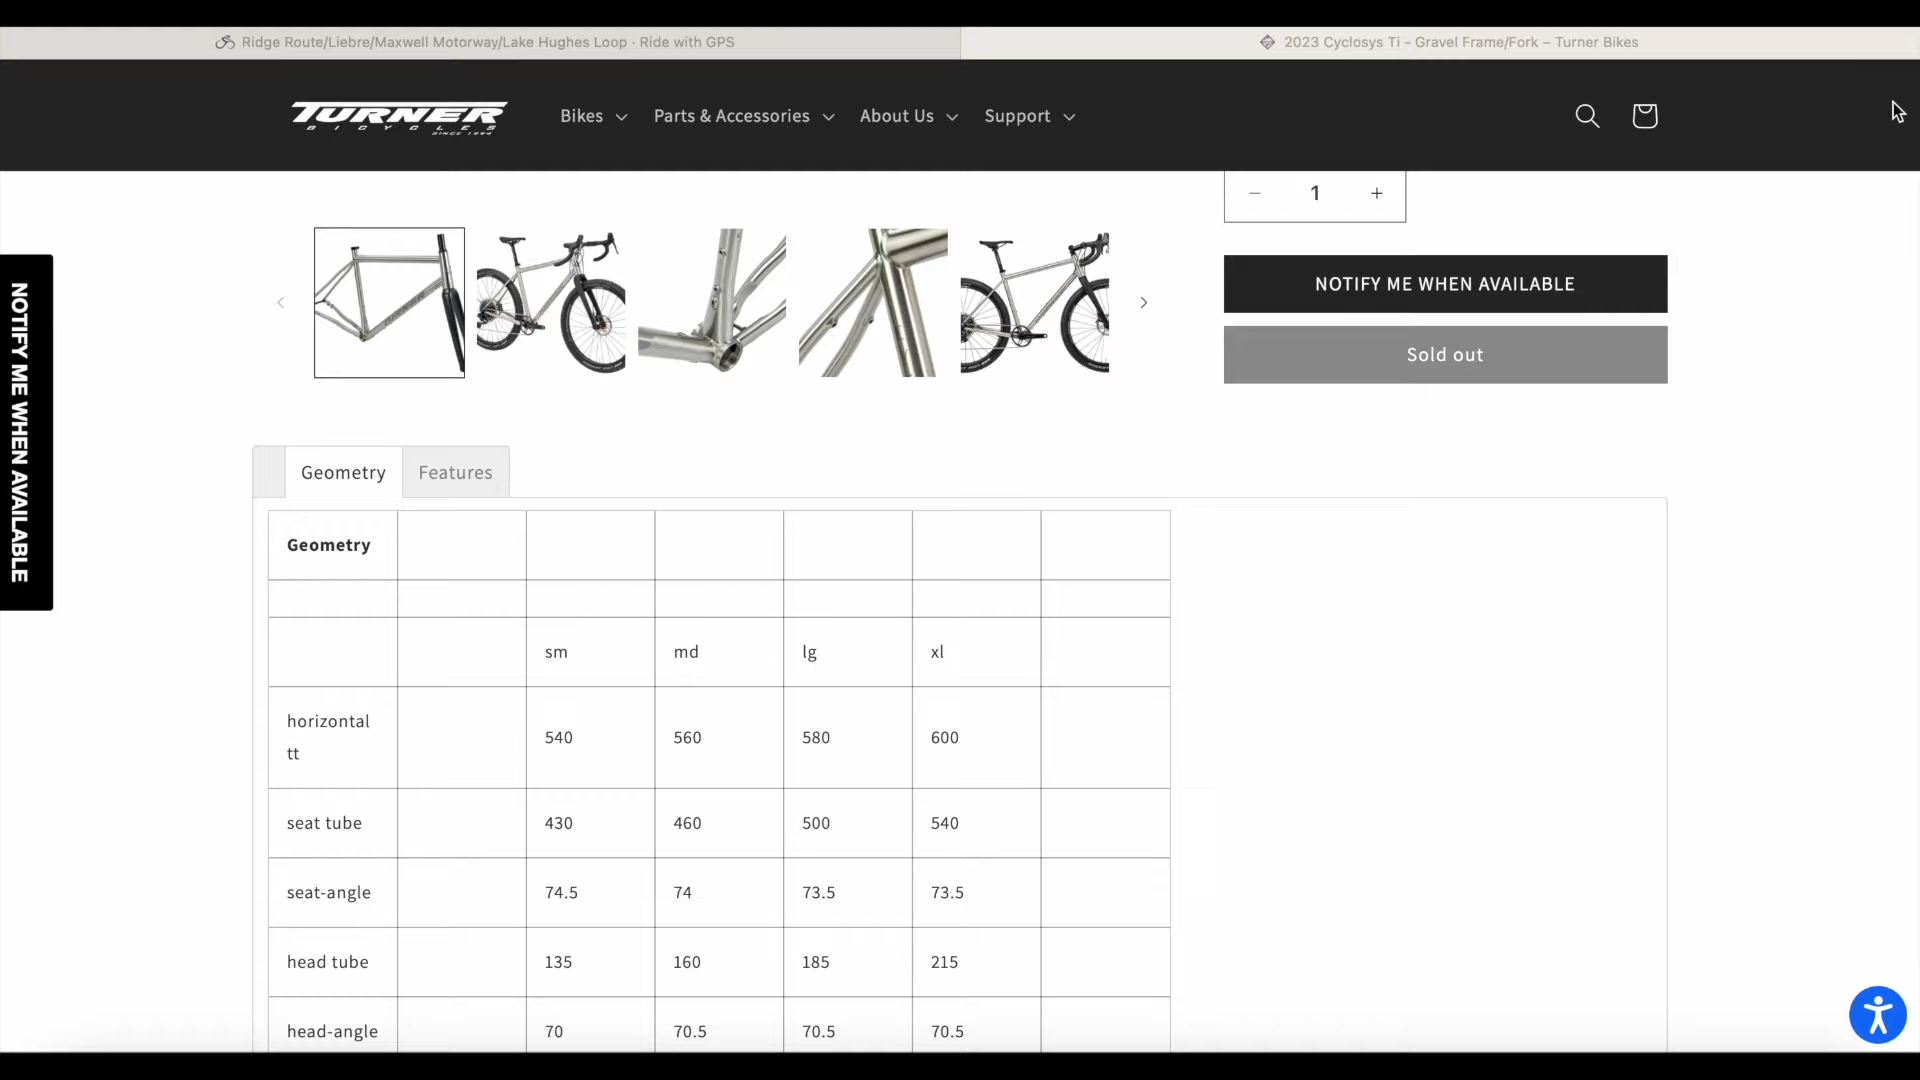 Ridge Route/Liebre/Maxwell Motorway/Lake Hughes Loop · Ride with GPS
2023 Cyclosys Ti - Gravel Frame/Fork – Turner Bikes
TURNER
BICYCLES
SINCE 1994
Bikes
Parts & Accessories
About Us
Support
1
NOTIFY ME WHEN AVAILABLE
Sold out
NOTIFY ME WHEN AVAILABLE
Geometry
Features
Geometry
sm md lg xl
horizontal
tt
540 560 580 600
seat tube 430 460 500 540
seat-angle 74.5 74 73.5 73.5
head tube 135 160 185 215
head-angle 70 70.5 70.5 70.5